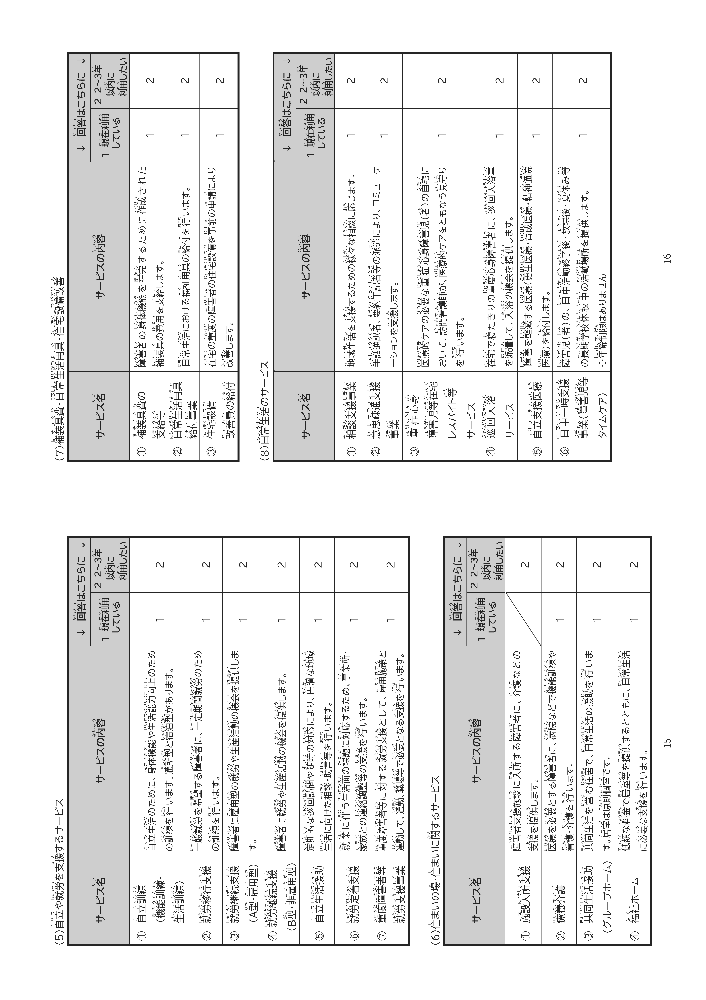 (5)自立や就労を支援するサービス
サービス名
サービスの内容
↓ 回答はこちらに ↓
1 現在利用
している
2 2～3年
以内に
利用したい
① 自立訓練
(機能訓練・
生活訓練)
自立生活のために、身体機能や生活能力向上のため
の訓練を行います。通所型と宿泊型があります。
1
2
② 就労移行支援
一般就労を希望する障害者に、一定期間就労のため
の訓練を行います。
1
2
③ 就労継続支援
(A型・雇用型)
障害者に雇用型の就労や生産活動の機会を提供しま
す。
1
2
④ 就労継続支援
(B型・非雇用型)
障害者に就労や生産活動の機会を提供します。
1
2
⑤ 自立生活援助
定期的な巡回訪問や随時の対応により、円滑な地域
生活に向けた相談・助言等を行います。
1
2
⑥ 就労定着支援
就業に伴う生活面の課題に対応するため、事業所・
家族との連絡調整等の支援を行います。
1
2
⑦ 重度障害者等
就労支援事業
重度障害者等に対する就労支援として、雇用施策と
連動して、通勤、職場等で必要となる支援を行います。
1
2
(6)住まいの場・住まいに関するサービス
サービス名
サービスの内容
↓ 回答はこちらに ↓
1 現在利用
している
2 2～3年
以内に
利用したい
① 施設入所支援
障害者支援施設に入所する障害者に、介護などの
支援を提供します。
2
② 療養介護
医療を必要とする障害者に、病院などで機能訓練や
看護・介護を行います。
1
2
③ 共同生活援助
(グループホーム)
共同生活を営む住居で、日常生活の援助を行いま
す。居室は原則個室です。
1
2
④ 福祉ホーム
低額な料金で居室等を提供するとともに、日常生活
に必要な支援を行います。
1
2
15
(7)補装具費・日常生活用具・住宅設備改善
サービス名
サービスの内容
↓ 回答はこちらに ↓
1 現在利用
している
2 2～3年
以内に
利用したい
① 補装具費の
支給等
障害者の身体機能を補完するために作成された
補装具の費用を支給します。
1
2
② 日常生活用具
給付事業
日常生活における福祉用具の給付を行います。
1
2
③ 住宅設備
改善費の給付
在宅の重度の障害者の住宅設備を事前の申請により
改善します。
1
2
(8)日常生活のサービス
サービス名
サービスの内容
↓ 回答はこちらに ↓
1 現在利用
している
2 2～3年
以内に
利用したい
① 相談支援事業
地域生活を支援するための様々な相談に応じます。
1
2
② 意思疎通支援
事業
手話通訳者、要約筆記者等の派遣により、コミュニケ
ーションを支援します。
1
2
③ 重症心身
障害児等在宅
レスパイト等
サービス
医療的ケアの必要な重症心身障害児(者)の自宅に
おいて、訪問看護師が、医療的ケアをともなう見守り
を行います。
1
2
④ 巡回入浴
サービス
在宅で寝たきりの重度心身障害者に、巡回入浴車
を派遣して、入浴の機会を提供します。
1
2
⑤ 自立支援医療
障害を軽減する医療(更生医療・育成医療・精神通院
医療)を給付します。
1
2
⑥ 日中一時支援
事業(障害児等
タイムケア)
障害児(者)の、日中活動終了後・放課後・夏休み等
の長期学校休校中の活動場所を提供します。
※年齢制限はありません
1
2
16